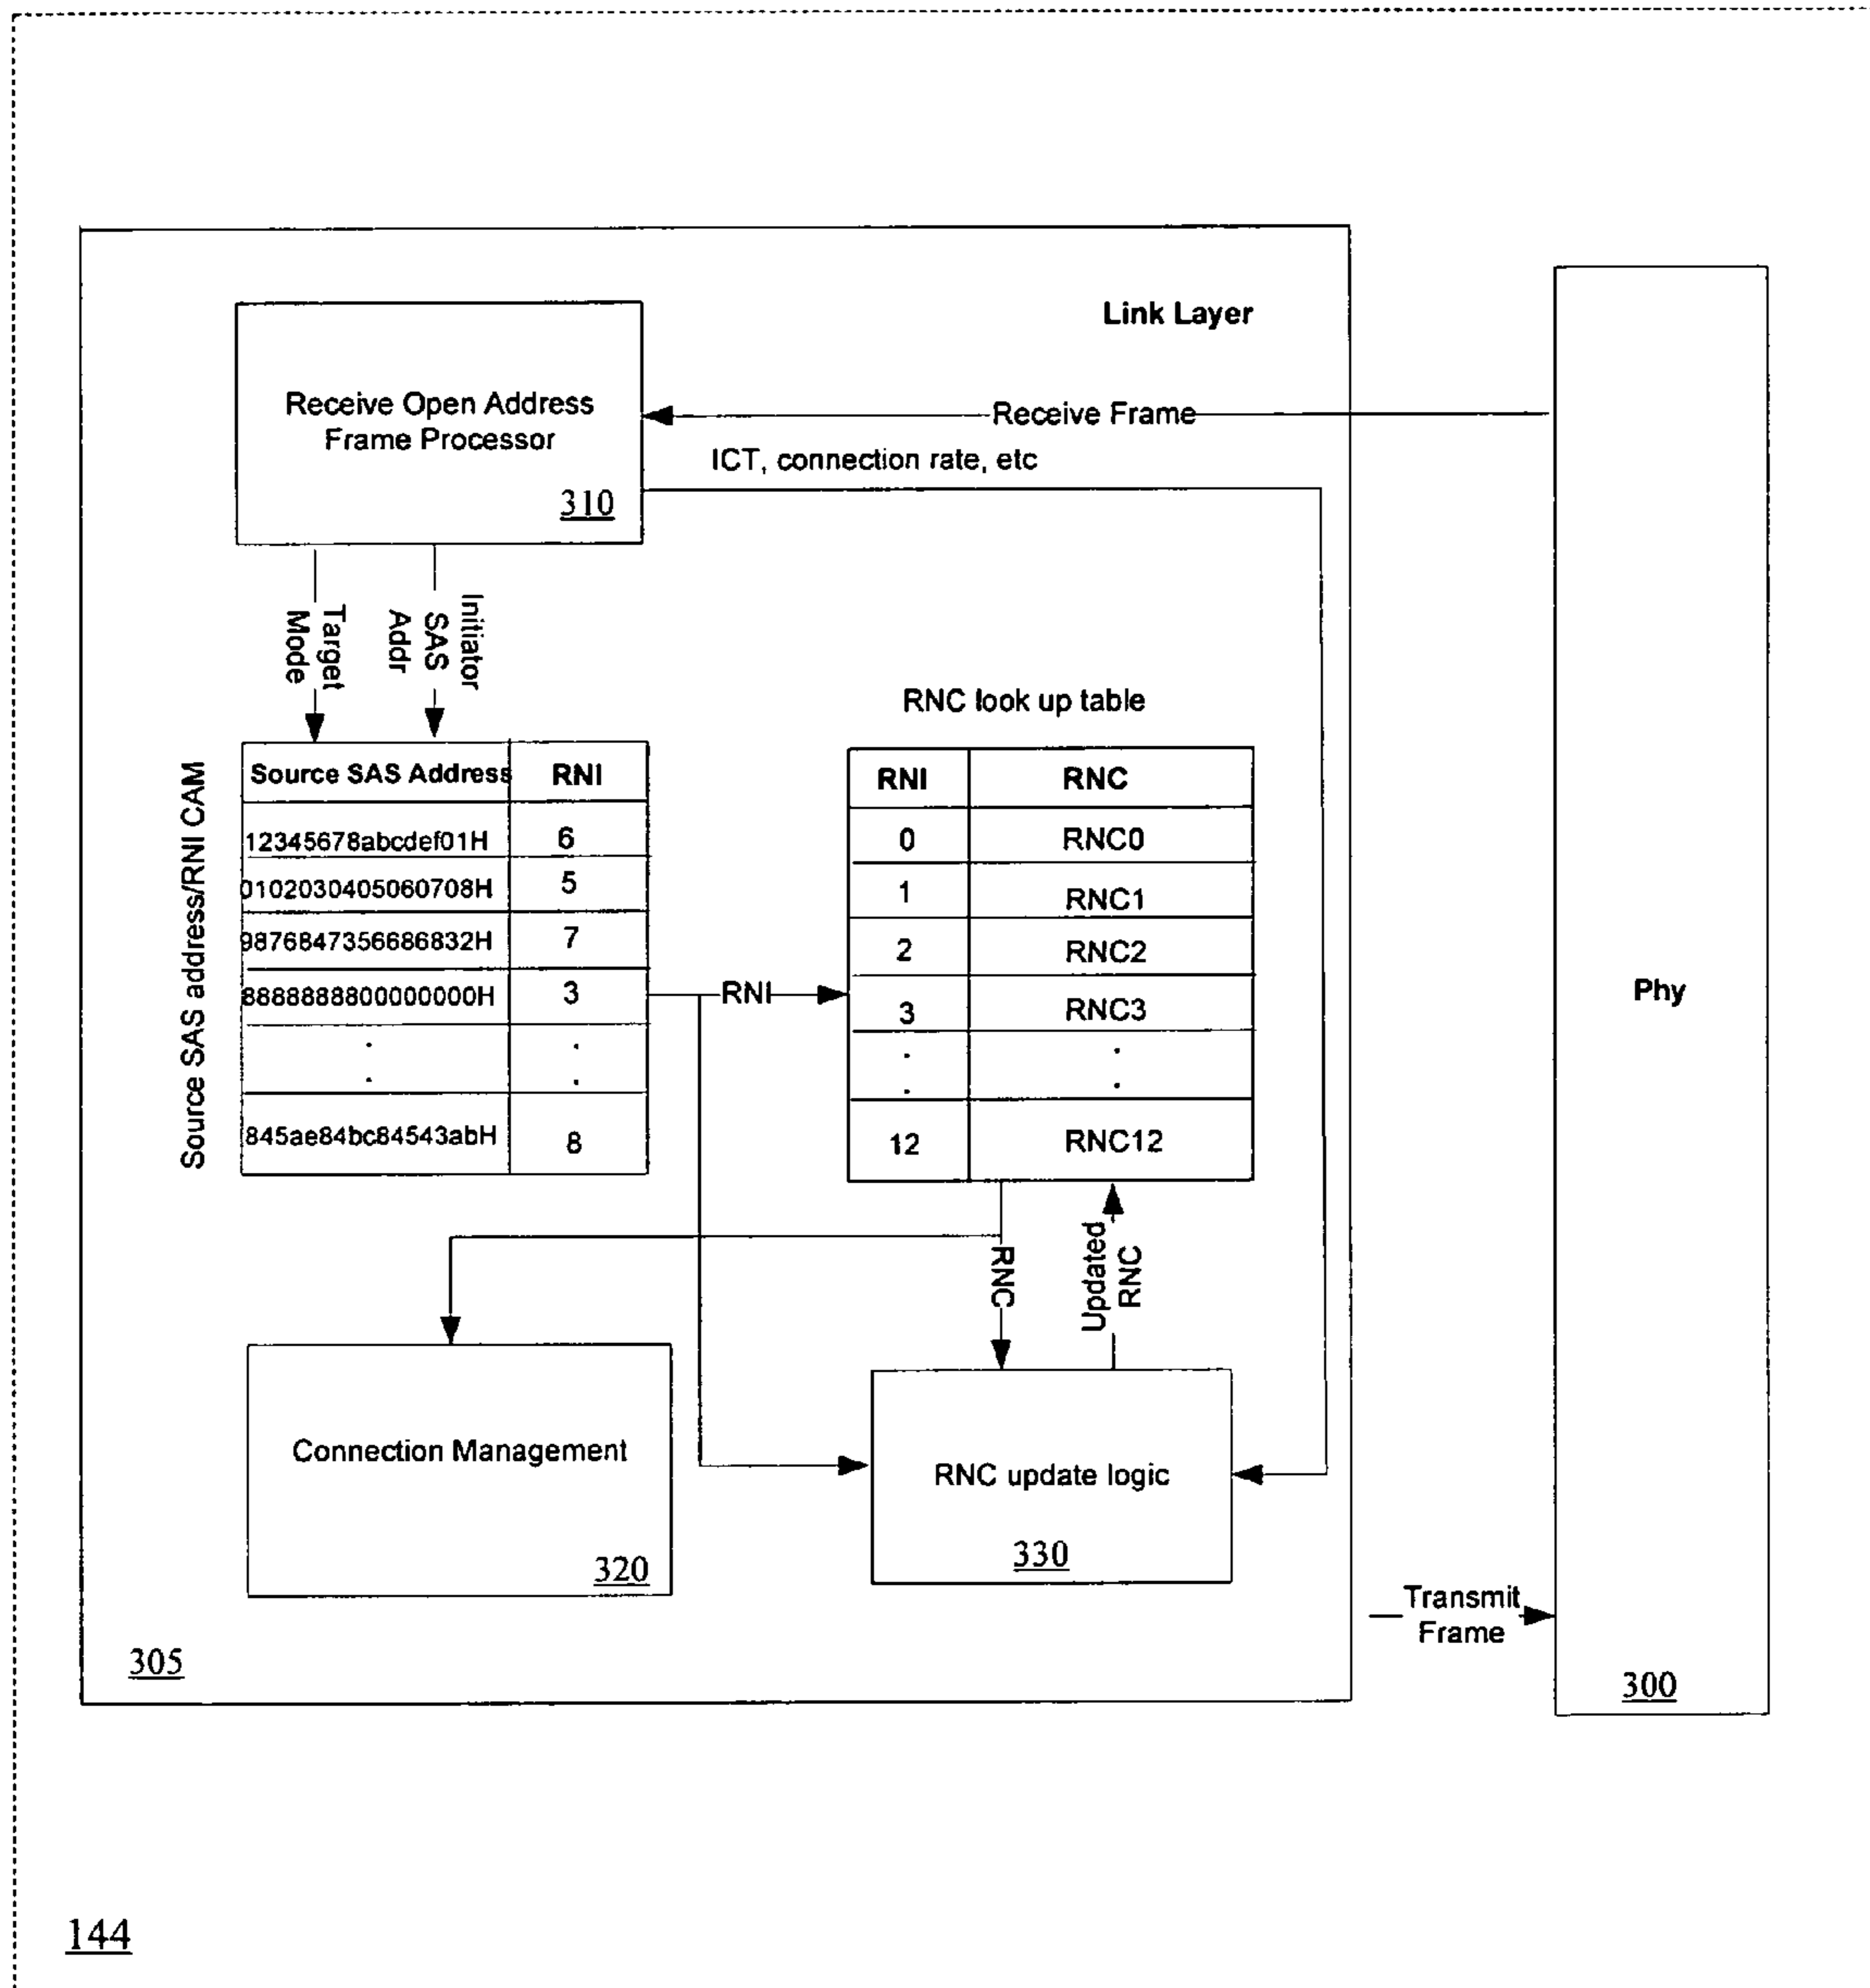 Link Layer
Receive Open Address
Frame Processor
310
Receive Frame
ICT, connection rate, etc
Target
Mode
Initiator
SAS
Addr
Source SAS address/RNI CAM
Source SAS Address RNI
12345678abcdef01H 6
0102030405060708H 5
9876847356686832H 7
8888888800000000H 3
: :
845ae84bc84543abH 8
RNI
RNC look up table
RNI RNC
0 RNC0
1 RNC1
2 RNC2
3 RNC3
: :
12 RNC12
RNC
Updated
RNC
Connection Management
320
RNC update logic
330
305
Phy
300
Transmit
Frame
144